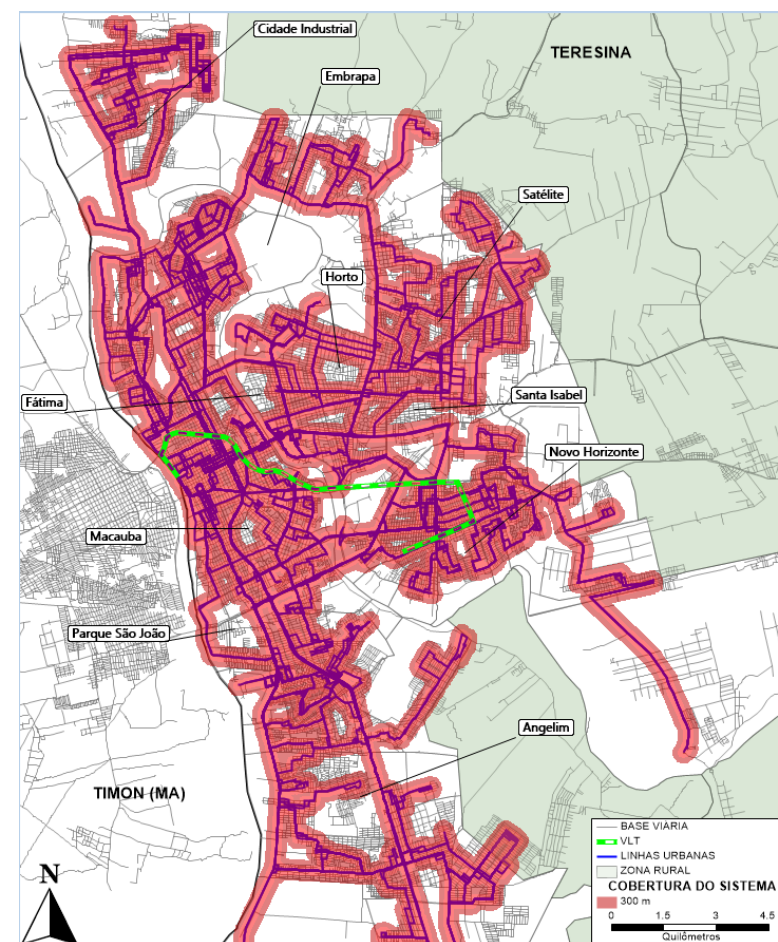 Cidade Industrial
TERESINA
Embrapa
Satélite
Horto
Santa Isabel
Fátima
Novo Horizonte
Macauba
Parque São João
Angelim
TIMON (MA)
N
BASE VIÁRIA
VLT
LINHAS URBANAS
ZONA RURAL
COBERTURA DO SISTEMA
300 m
0 1.5 3 4.5
Quilômetros